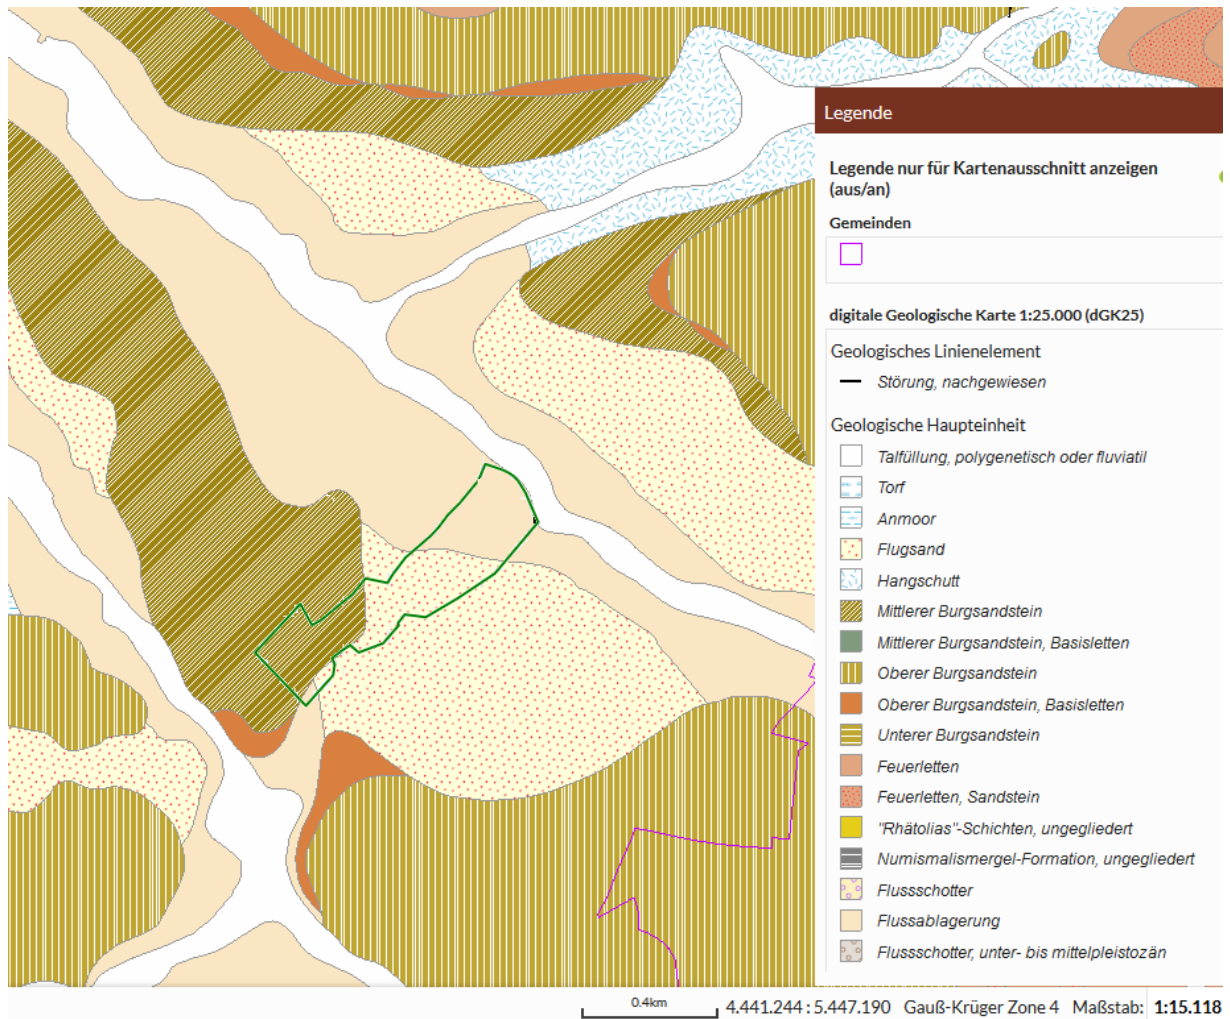 Legende
Legende nur für Kartenausschnitt anzeigen
(aus/an)
Gemeinden
digitale Geologische Karte 1:25.000 (dGK25)
Geologisches Linienelement
Störung, nachgewiesen
Geologische Haupteinheit
Talfüllung, polygenetisch oder fluviatil
Torf
Anmoor
Flugsand
Hangschutt
Mittlerer Burgsandstein
Mittlerer Burgsandstein, Basisletten
Oberer Burgsandstein
Oberer Burgsandstein, Basisletten
Unterer Burgsandstein
Feuerletten
Feuerletten, Sandstein
"Rhätolias"-Schichten, ungegliedert
Numismalismergel-Formation, ungegliedert
Flussschotter
Flussablagerung
Flussschotter, unter- bis mittelpleistozän
0.4km 4.441.244 : 5.447.190 Gauß-Krüger Zone 4 Maßstab: 1:15.118